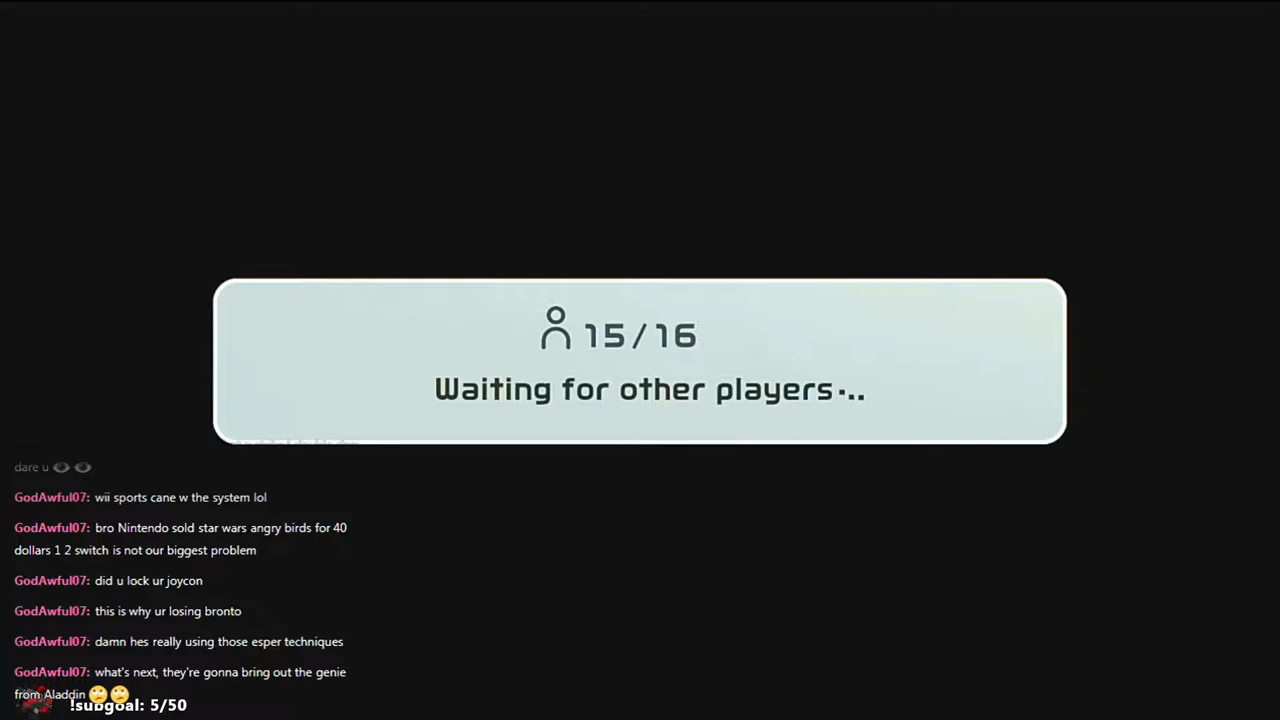 15/16
Waiting for other players...
dare u 👁 👁
GodAwful07: wii sports cane w the system lol
GodAwful07: bro Nintendo sold star wars angry birds for 40
dollars 1 2 switch is not our biggest problem
GodAwful07: did u lock ur joycon
GodAwful07: this is why ur losing bronto
GodAwful07: damn hes really using those esper techniques
GodAwful07: what's next, they're gonna bring out the genie
from Aladdin 🙄🙄
!subgoal: 5/50